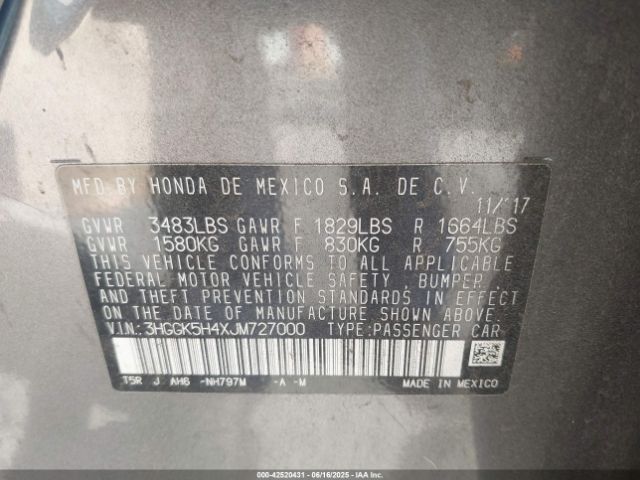 MFD. BY HONDA DE MEXICO S.A. DE C.V.
11/'17
GVWR 3483LBS GAWR F 1829LBS R 1664LBS
GVWR 1580KG GAWR F 830KG R 755KG
THIS VEHICLE CONFORMS TO ALL APPLICABLE
FEDERAL MOTOR VEHICLE SAFETY, BUMPER,
AND THEFT PREVENTION STANDARDS IN EFFECT
ON THE DATE OF MANUFACTURE SHOWN ABOVE.
V.I.N: 3HGGK5H4XJM727000 TYPE:PASSENGER CAR
T5R J AH6 -NH797M -A -M MADE IN MEXICO
000-42520431 - 06/16/2025 - Copyright IAA, LLC